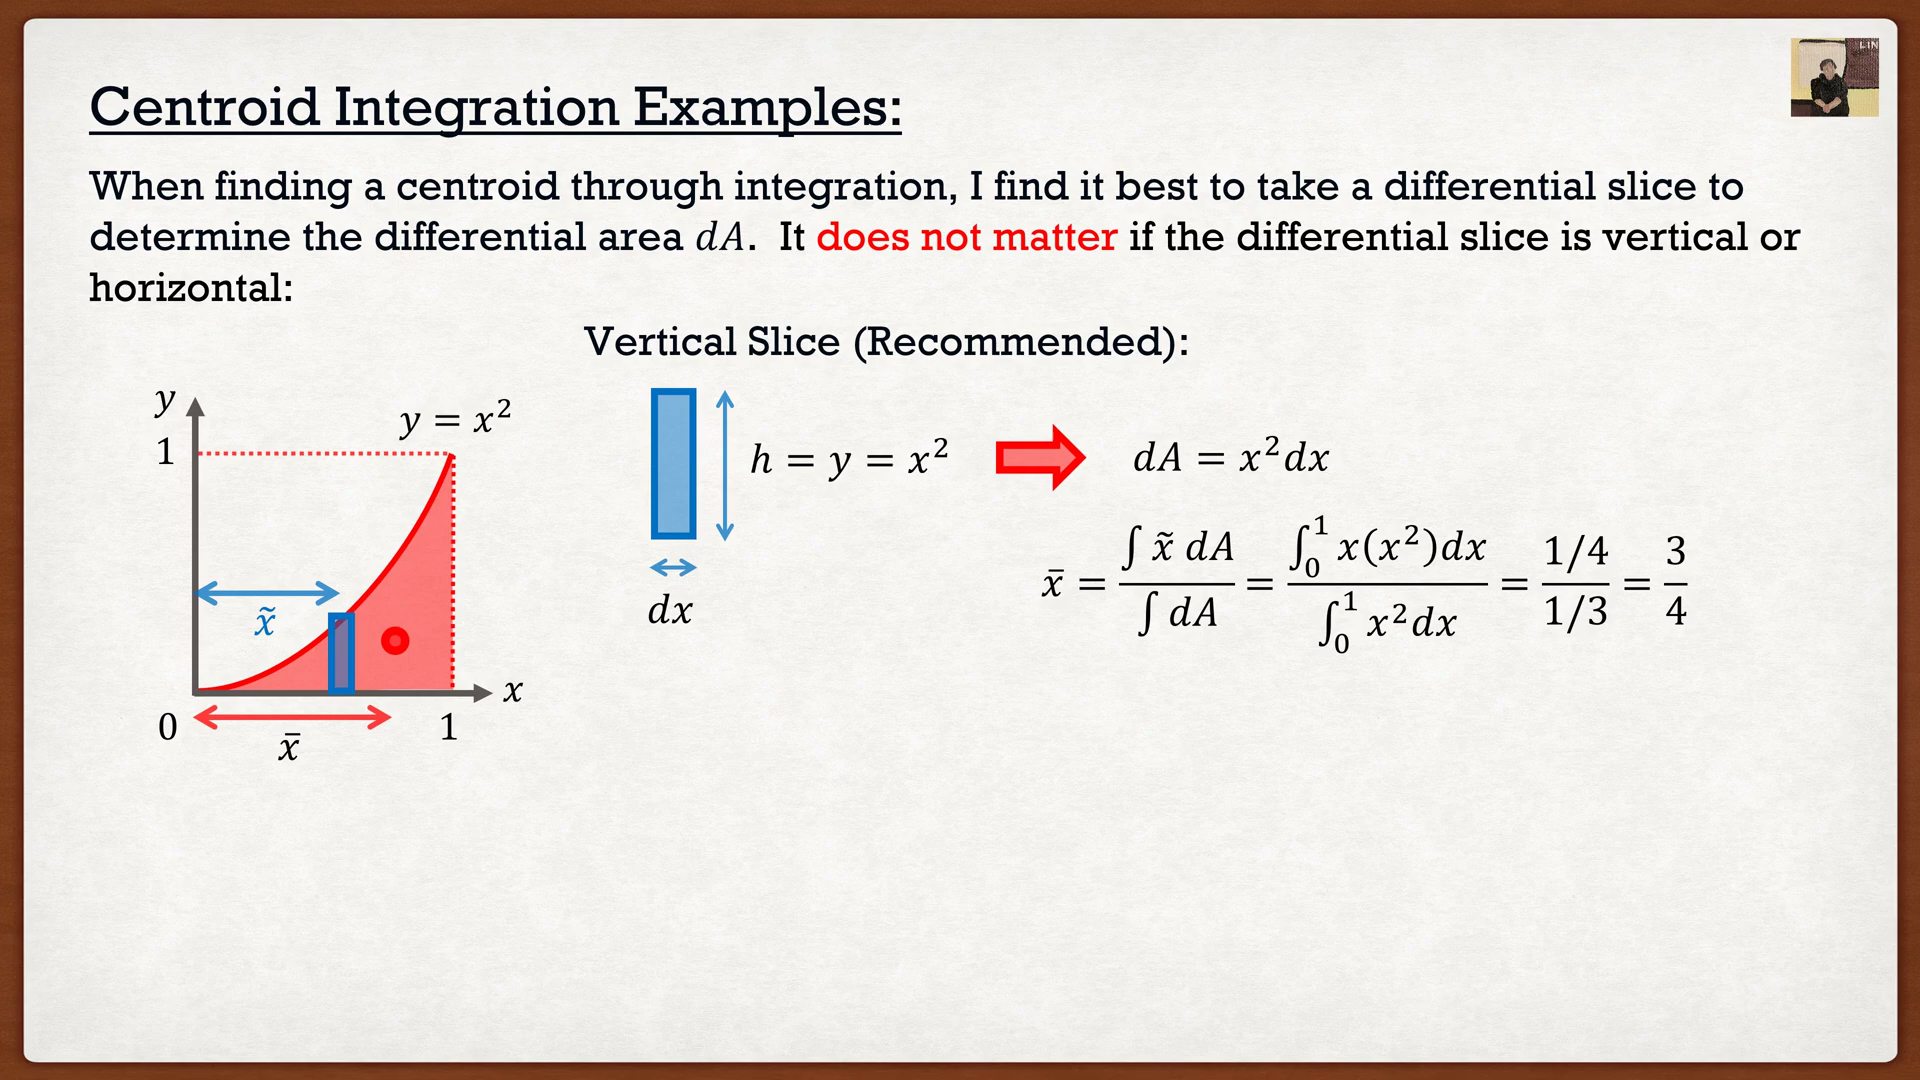 LIN
Centroid Integration Examples:
When finding a centroid through integration, I find it best to take a differential slice to
determine the differential area dA. It does not matter if the differential slice is vertical or
horizontal:
Vertical Slice (Recommended):
y
1
y = x²
x̃
0
x̄
1
x
h = y = x²
dx
dA = x²dx
x̄ = ∫ x̃ dA / ∫ dA = ∫₀¹ x(x²)dx / ∫₀¹ x²dx = (1/4) / (1/3) = 3/4